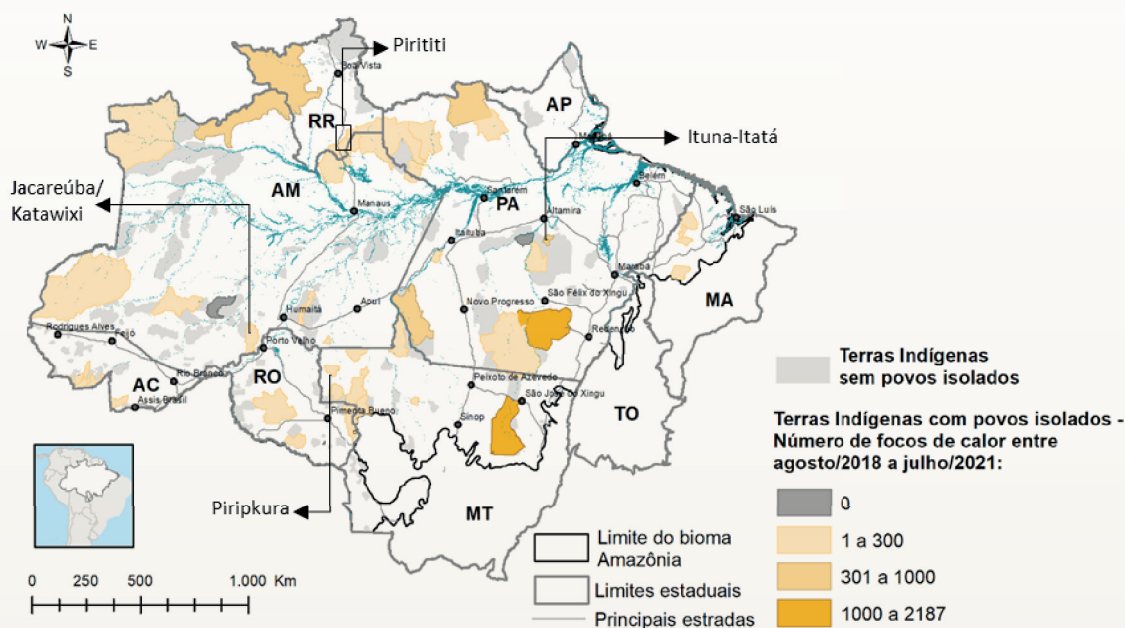 N
W E
S
Pirititi
Boa Vista
AP
RR
Macapá
Ituna-Itatá
Jacareúba/
Katawixi
AM
Manaus
Santarém
PA
Belém
Altamira
São Luís
Itaituba
Marabá
MA
Humaitá
Apuí
Novo Progresso
São Félix do Xingu
Redenção
Rodrigues Alves
Feijó
Porto Velho
AC
Rio Branco
RO
Assis Brasil
Peixoto de Azevedo
São José do Xingu
TO
Pimenta Bueno
Sinop
Piripkura
MT
Terras Indígenas
sem povos isolados
Terras Indígenas com povos isolados -
Número de focos de calor entre
agosto/2018 a julho/2021:
0
1 a 300
301 a 1000
1000 a 2187
Limite do bioma
Amazônia
Limites estaduais
Principais estradas
0 250 500 1.000 Km